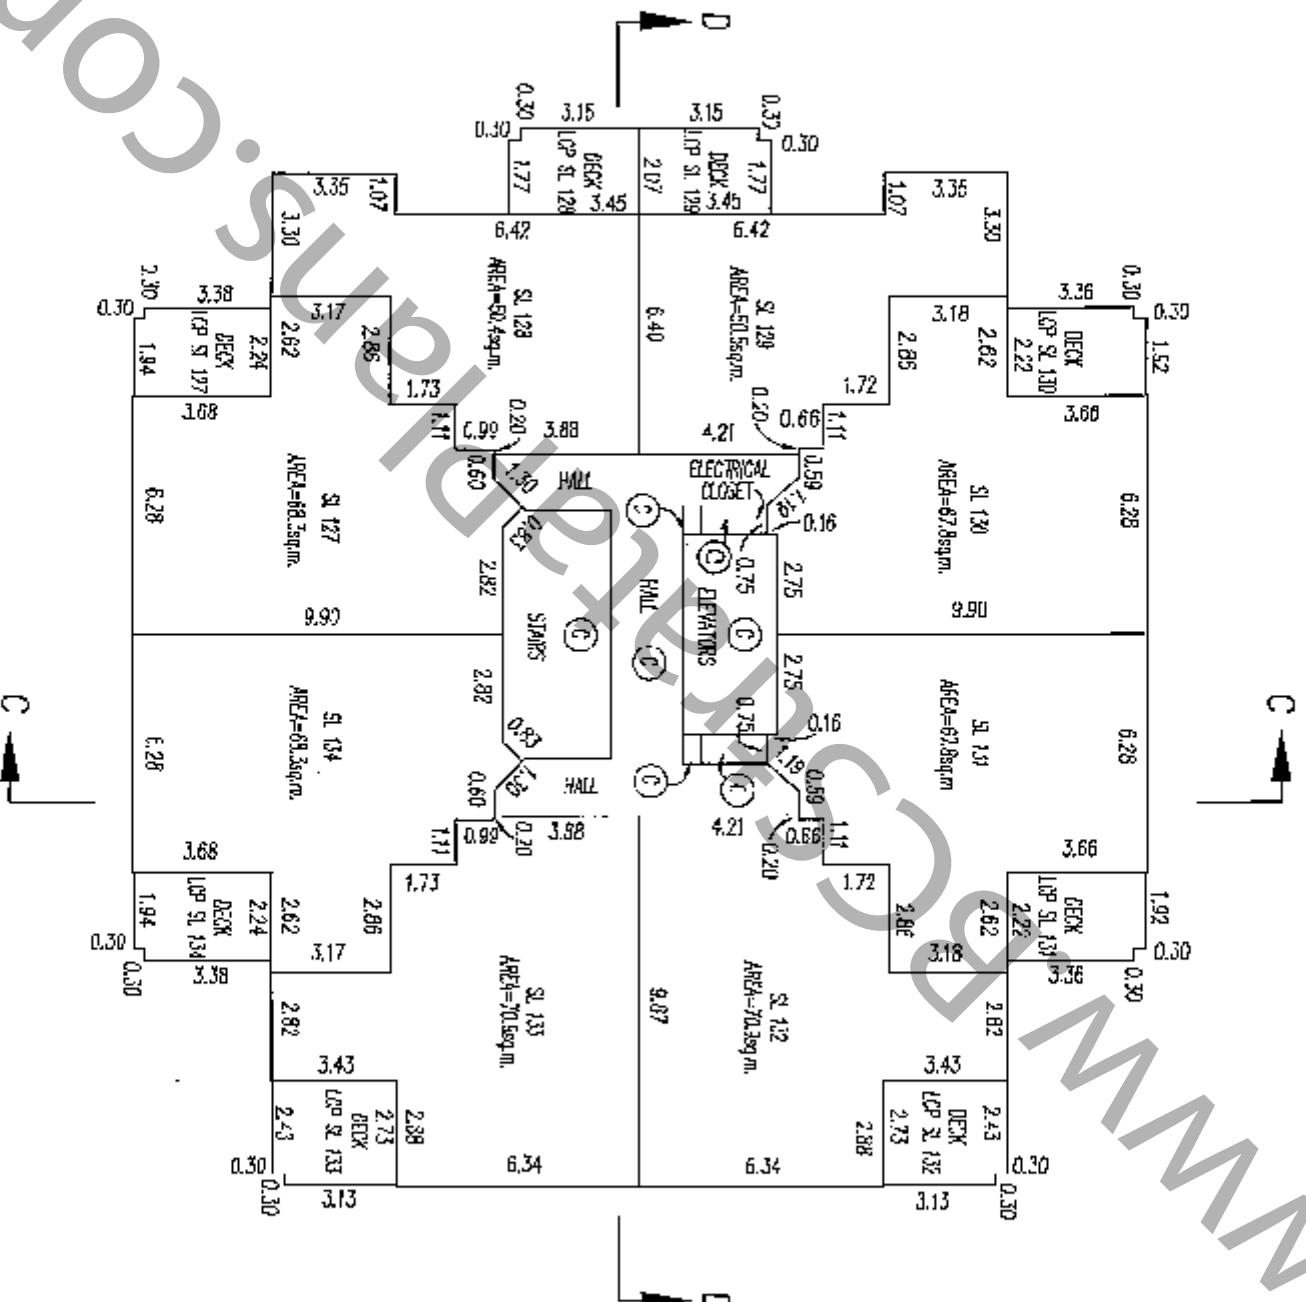 D
0.30
3.15
3.15
0.30
0.30
0.30
DECK
LCP SL 128
DECK
LCP SL 129
1.77
2.07
1.77
3.45
3.45
3.35
1.07
1.07
3.35
3.30
3.30
6.42
6.42
0.30
3.38
0.30
3.17
SL 128
AREA=50.4sq.m.
6.40
SL 129
AREA=50.5sq.m.
3.18
3.36
0.30
0.30
1.94
DECK
LCP SL 127
2.24
2.62
2.86
2.86
2.62
2.22
DECK
LCP SL 130
1.52
3.68
1.73
1.72
3.66
1.11
0.99
0.20
3.88
4.21
0.20
0.66
1.11
0.60
1.30
HALL
ELECTRICAL
CLOSET
0.59
1.19
0.16
6.28
SL 127
AREA=68.3sq.m.
0.83
C
C
0.75
SL 130
AREA=67.8sq.m.
6.28
2.82
2.75
HALL
ELEVATORS
STAIRS
C
C
C
9.90
9.90
2.82
2.75
C
6.28
SL 134
AREA=68.3sq.m.
0.83
0.75
0.16
SL 131
AREA=67.8sq.m
6.28
C
0.60
1.30
HALL
C
C
1.19
0.59
1.11
0.99
0.20
3.88
4.21
0.20
0.66
1.11
3.68
1.73
1.72
3.66
1.94
DECK
LCP SL 134
2.24
2.62
2.86
2.86
2.62
2.22
DECK
LCP SL 131
1.92
0.30
0.30
3.38
3.17
3.18
3.36
0.30
0.30
2.82
SL 133
AREA=70.5sq.m.
9.87
SL 132
AREA=70.3sq.m.
2.82
3.43
3.43
2.43
DECK
LCP SL 133
2.73
2.88
2.88
2.73
DECK
LCP SL 132
2.43
0.30
6.34
6.34
0.30
0.30
3.13
3.13
0.30
www.BCStrataplans.com